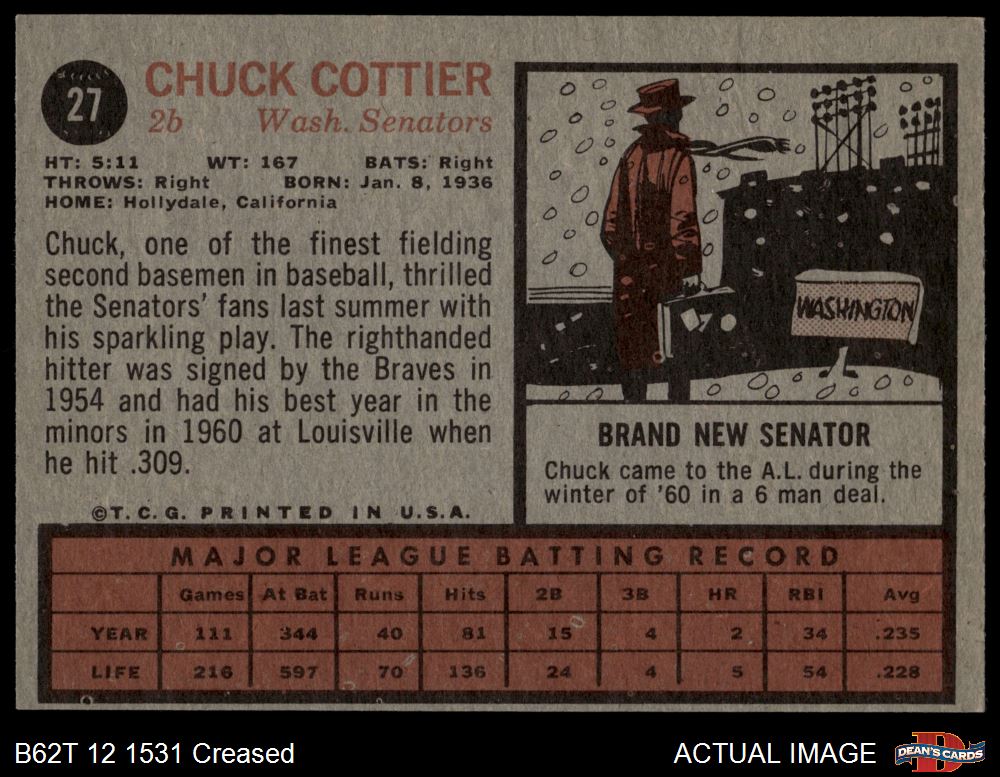 27
CHUCK COTTIER
2b Wash. Senators
HT: 5:11 WT: 167 BATS: Right
THROWS: Right BORN: Jan. 8, 1936
HOME: Hollydale, California
Chuck, one of the finest fielding
second basemen in baseball, thrilled
the Senators' fans last summer with
his sparkling play. The righthanded
hitter was signed by the Braves in
1954 and had his best year in the
minors in 1960 at Louisville when
he hit .309.
©T. C. G. PRINTED IN U.S.A.
WASHINGTON
BRAND NEW SENATOR
Chuck came to the A.L. during the
winter of '60 in a 6 man deal.
MAJOR LEAGUE BATTING RECORD
Games At Bat Runs Hits 2B 3B HR RBI Avg
YEAR 111 344 40 81 15 4 2 34 .235
LIFE 216 597 70 136 24 4 5 54 .228
B62T 12 1531 Creased
ACTUAL IMAGE
DEAN'S CARDS